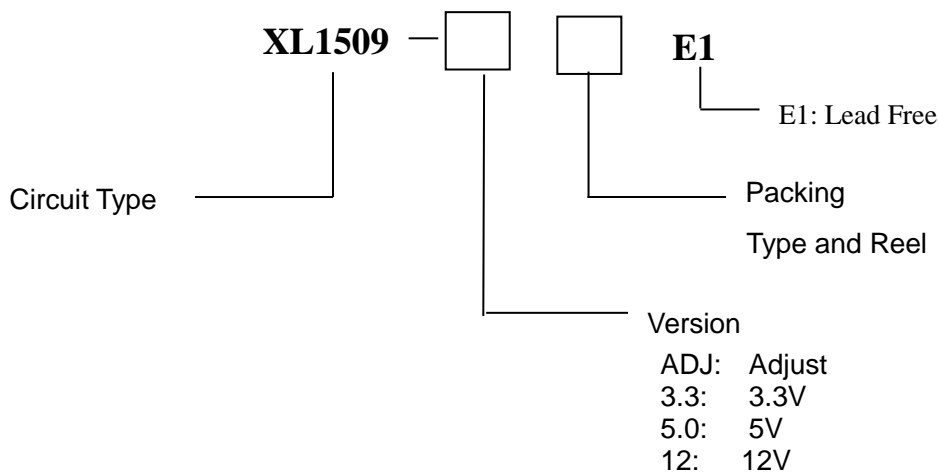 XL1509 – E1
E1: Lead Free
Circuit Type
Packing
Type and Reel
Version
ADJ: Adjust
3.3: 3.3V
5.0: 5V
12: 12V